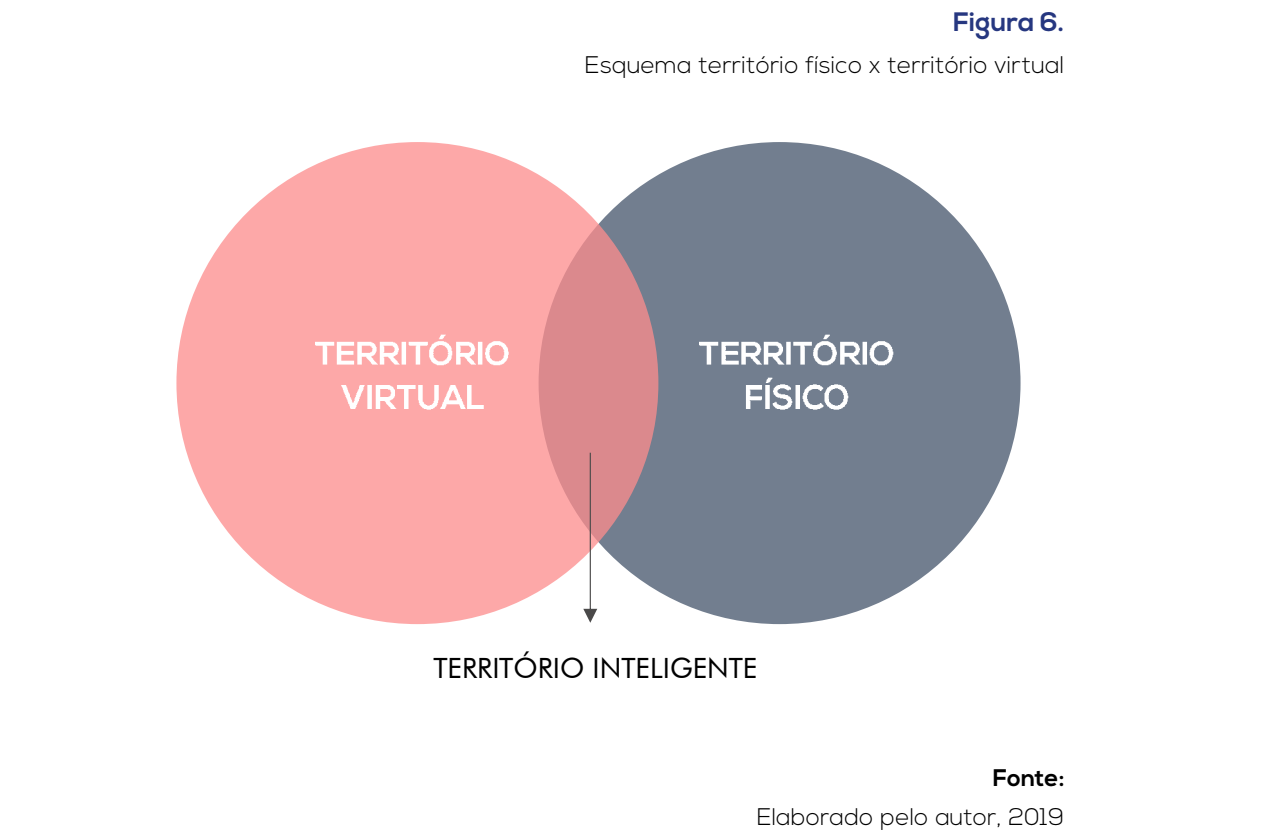 Figura 6.
Esquema território físico x território virtual
TERRITÓRIO
VIRTUAL
TERRITÓRIO
FÍSICO
TERRITÓRIO INTELIGENTE
Fonte:
Elaborado pelo autor, 2019